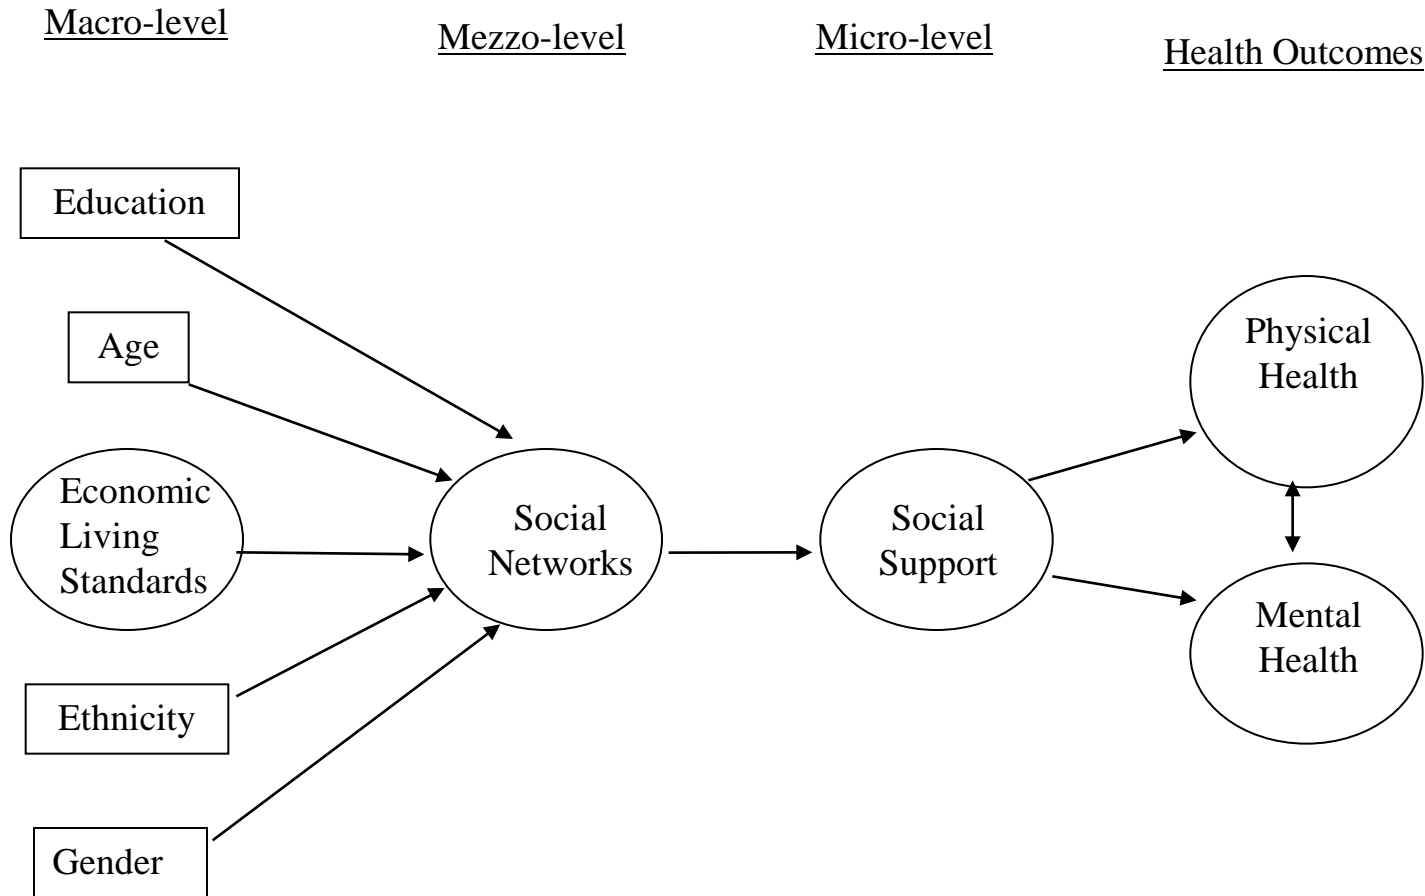 Macro-level
Mezzo-level
Micro-level
Health Outcomes
Education
Age
Economic
Living
Standards
Ethnicity
Gender
Social
Networks
Social
Support
Physical
Health
Mental
Health